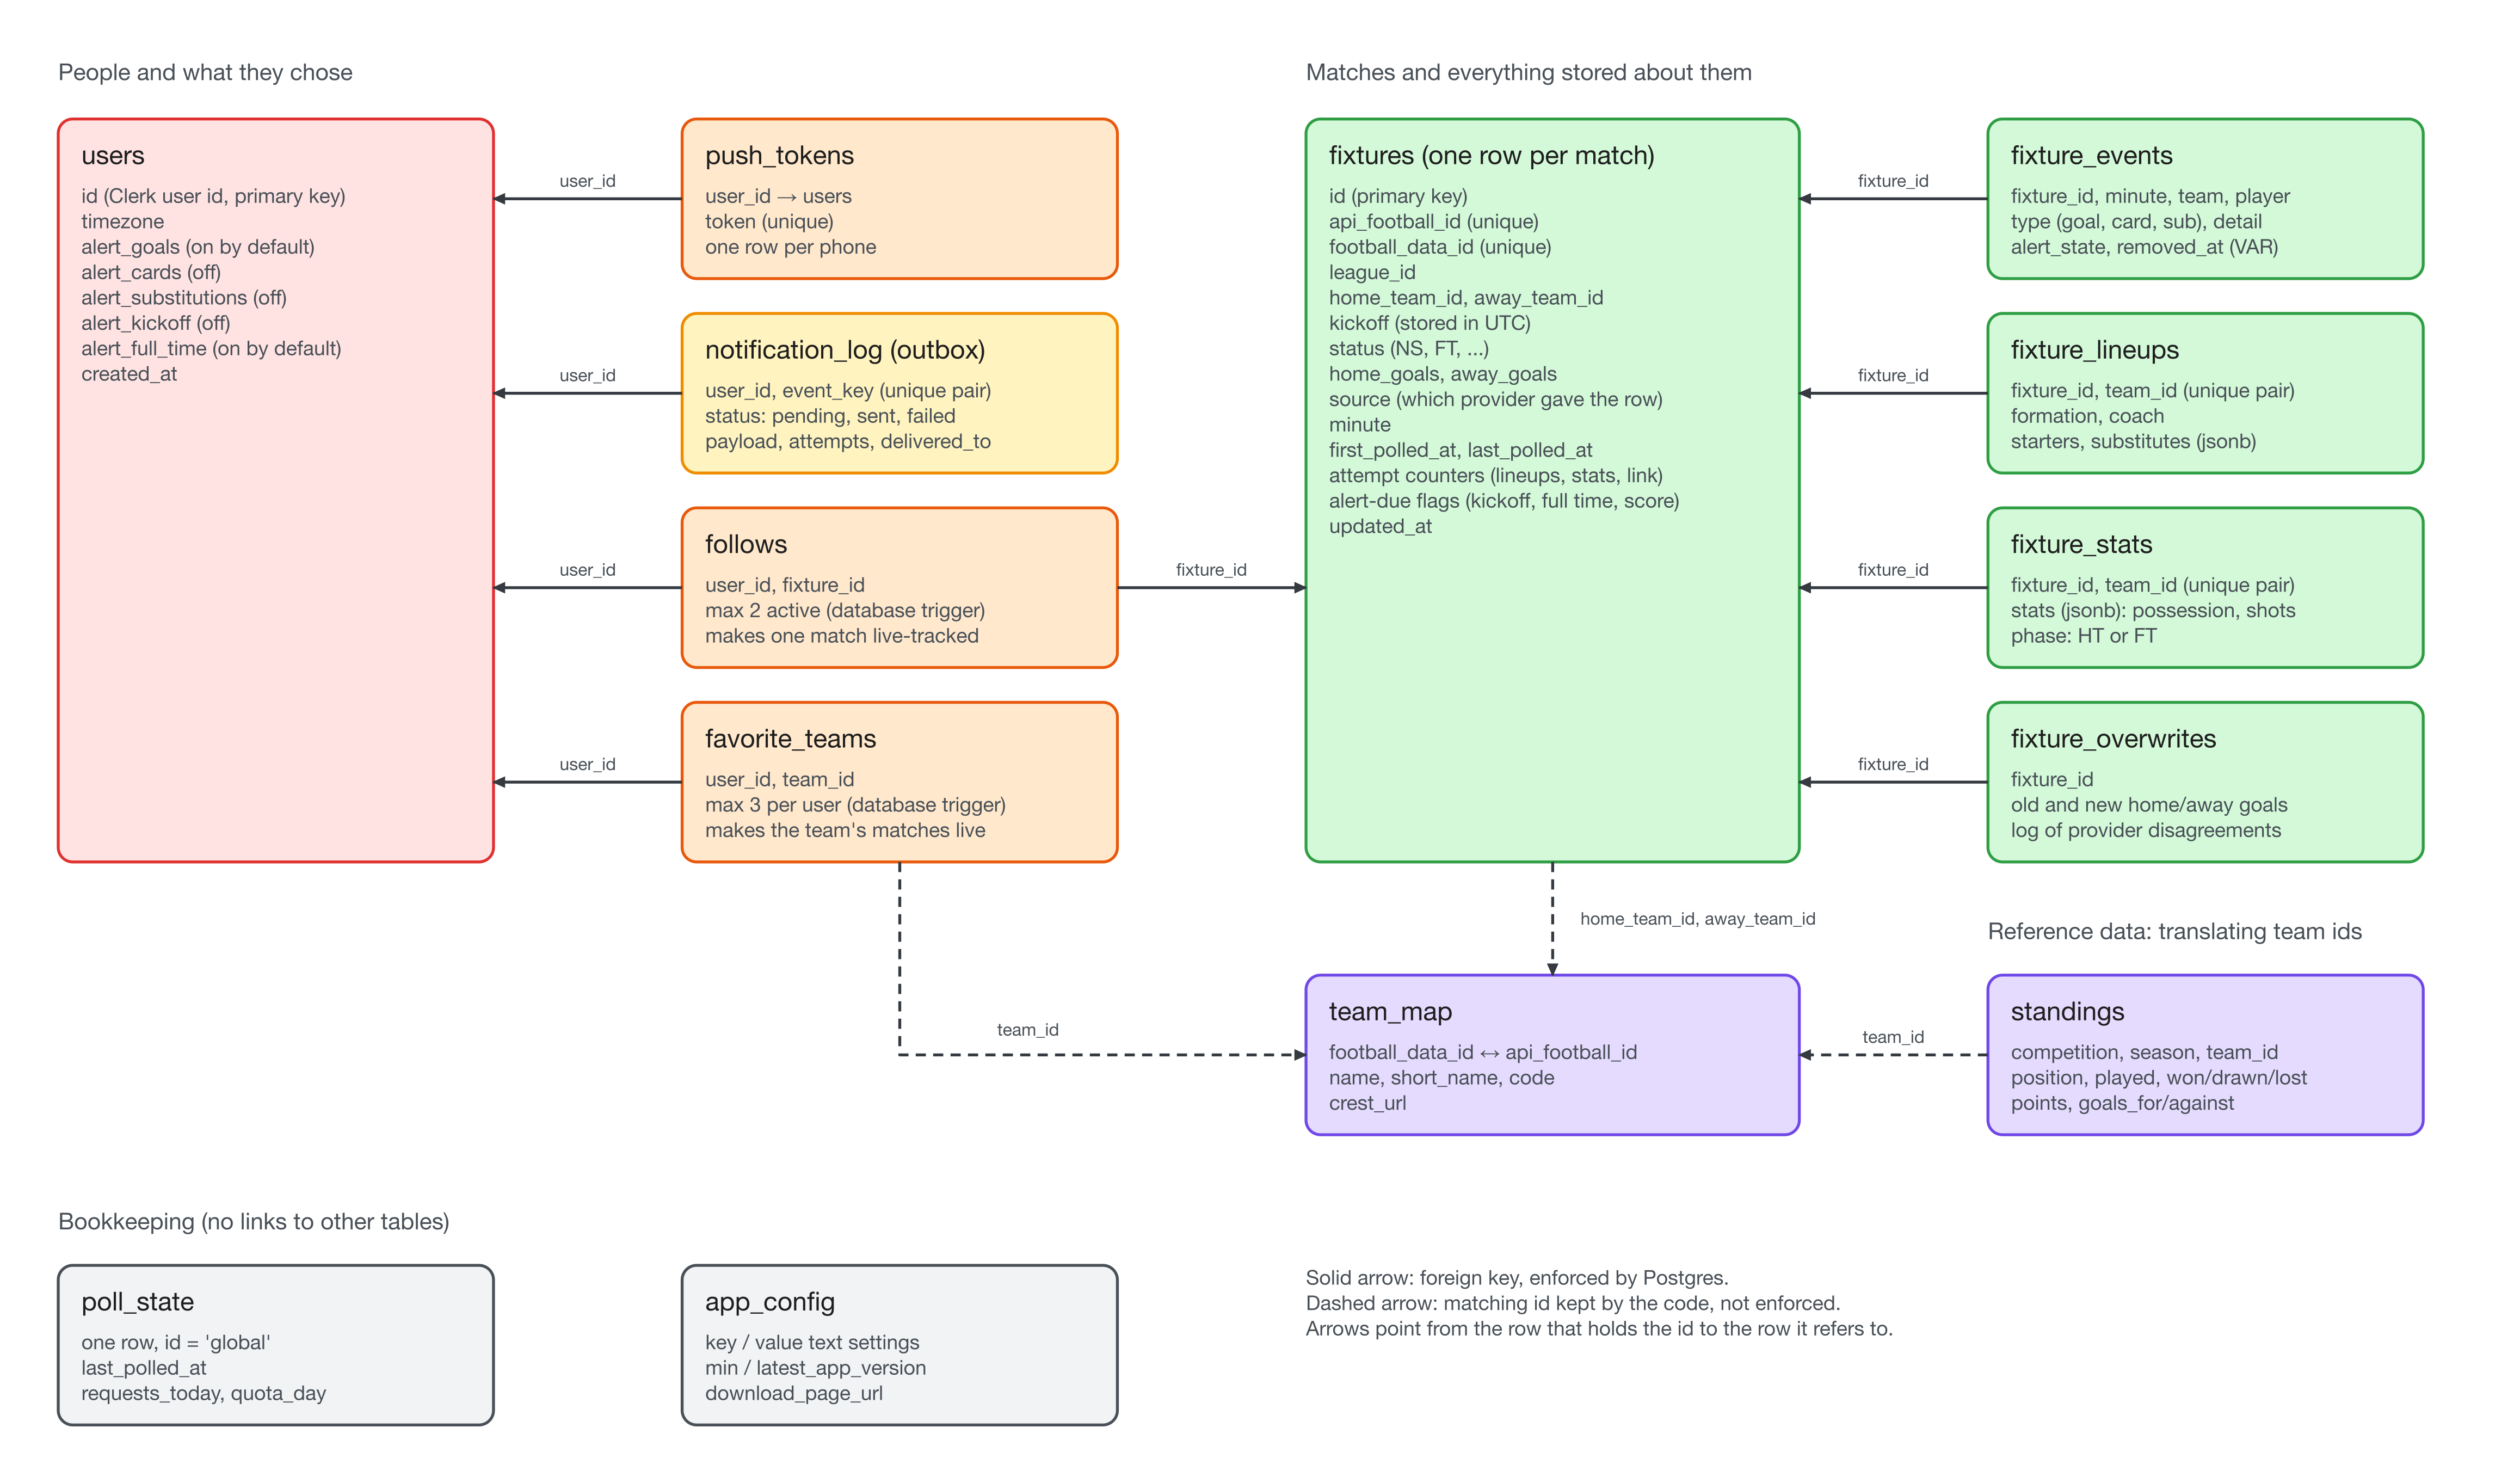 People and what they chose
users
id (Clerk user id, primary key)
timezone
alert_goals (on by default)
alert_cards (off)
alert_substitutions (off)
alert_kickoff (off)
alert_full_time (on by default)
created_at
user_id
push_tokens
user_id → users
token (unique)
one row per phone
user_id
notification_log (outbox)
user_id, event_key (unique pair)
status: pending, sent, failed
payload, attempts, delivered_to
user_id
follows
user_id, fixture_id
max 2 active (database trigger)
makes one match live-tracked
fixture_id
user_id
favorite_teams
user_id, team_id
max 3 per user (database trigger)
makes the team's matches live
team_id
Matches and everything stored about them
fixtures (one row per match)
id (primary key)
api_football_id (unique)
football_data_id (unique)
league_id
home_team_id, away_team_id
kickoff (stored in UTC)
status (NS, FT, ...)
home_goals, away_goals
source (which provider gave the row)
minute
first_polled_at, last_polled_at
attempt counters (lineups, stats, link)
alert-due flags (kickoff, full time, score)
updated_at
fixture_id
fixture_events
fixture_id, minute, team, player
type (goal, card, sub), detail
alert_state, removed_at (VAR)
fixture_id
fixture_lineups
fixture_id, team_id (unique pair)
formation, coach
starters, substitutes (jsonb)
fixture_id
fixture_stats
fixture_id, team_id (unique pair)
stats (jsonb): possession, shots
phase: HT or FT
fixture_id
fixture_overwrites
fixture_id
old and new home/away goals
log of provider disagreements
home_team_id, away_team_id
Reference data: translating team ids
team_map
football_data_id ↔ api_football_id
name, short_name, code
crest_url
team_id
standings
competition, season, team_id
position, played, won/drawn/lost
points, goals_for/against
Bookkeeping (no links to other tables)
poll_state
one row, id = 'global'
last_polled_at
requests_today, quota_day
app_config
key / value text settings
min / latest_app_version
download_page_url
Solid arrow: foreign key, enforced by Postgres.
Dashed arrow: matching id kept by the code, not enforced.
Arrows point from the row that holds the id to the row it refers to.